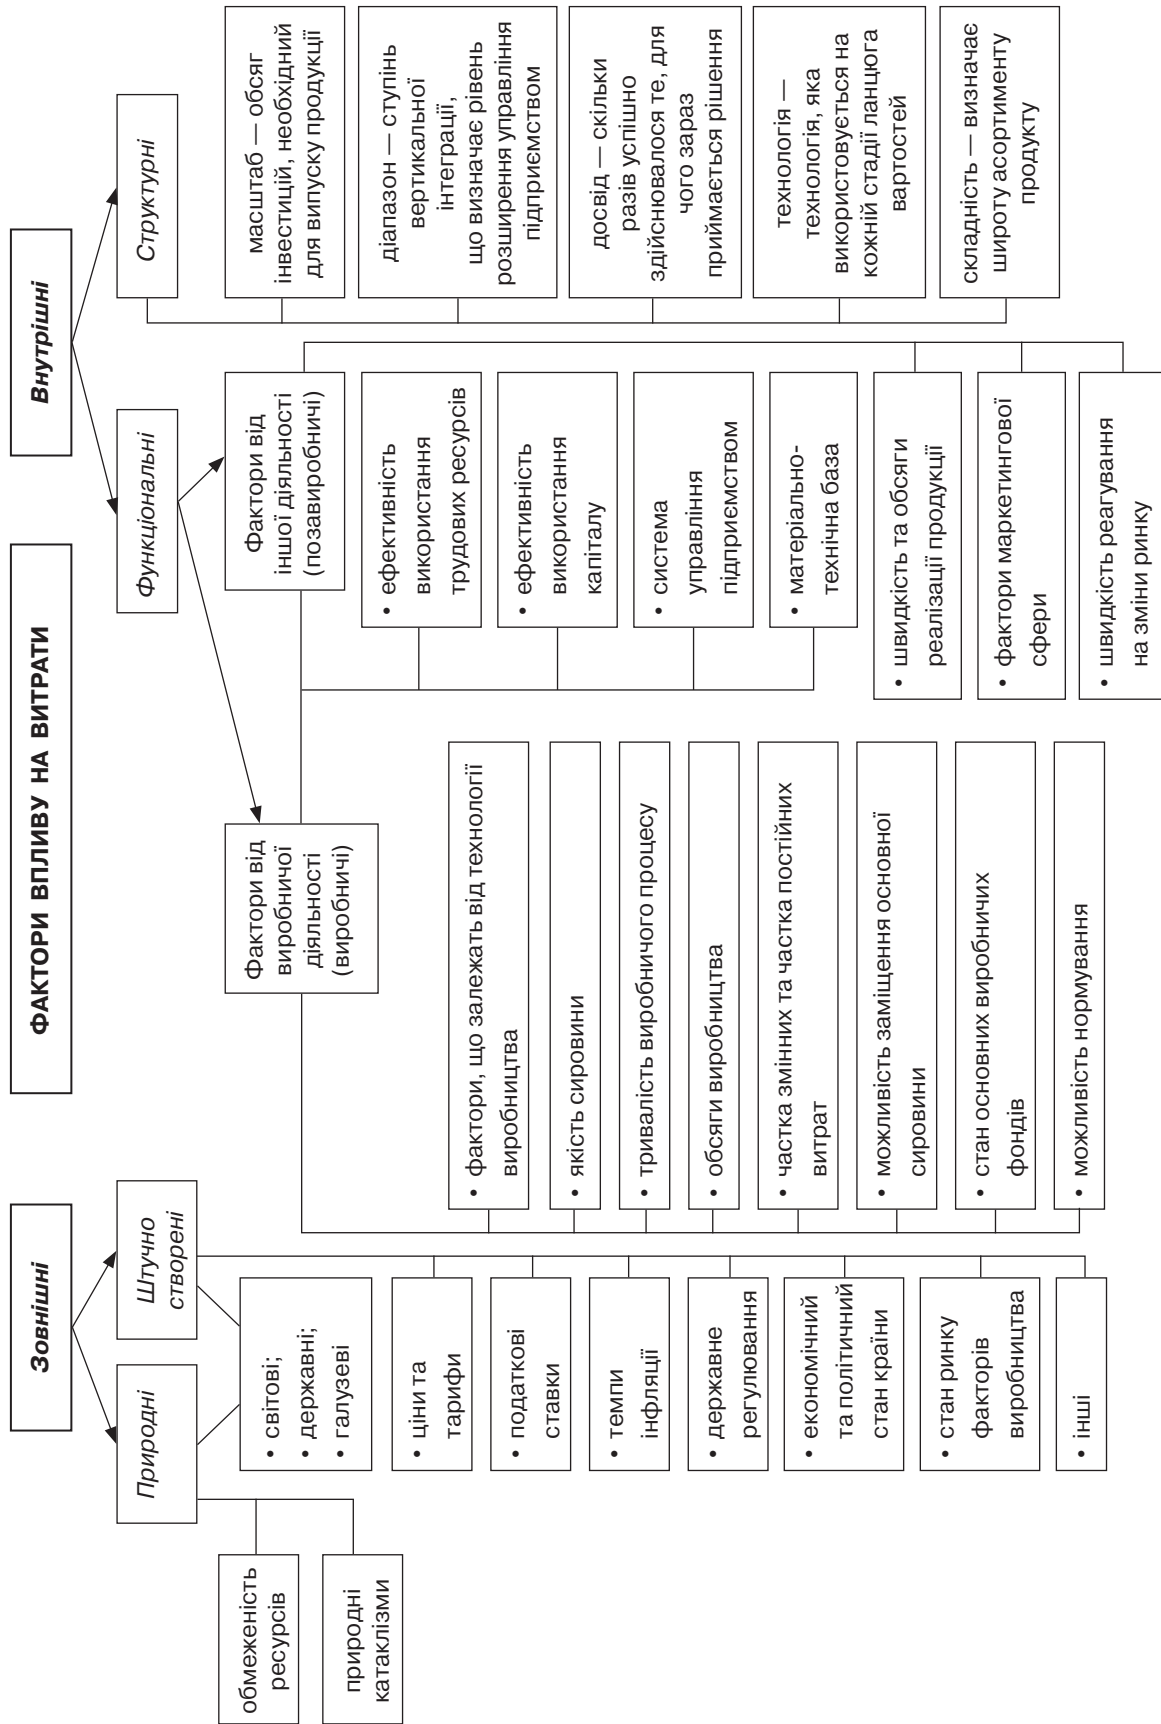 ФАКТОРИ ВПЛИВУ НА ВИТРАТИ
Зовнішні
Природні
обмеженість
ресурсів
природні
катаклізми
Штучно
створені
• світові;
• державні;
• галузеві
• ціни та
тарифи
• податкові
ставки
• темпи
інфляції
• державне
регулювання
• економічний
та політичний
стан країни
• стан ринку
факторів
виробництва
• інші
Внутрішні
Функціональні
Фактори від
виробничої
діяльності
(виробничі)
• фактори, що залежать від технології
виробництва
• якість сировини
• тривалість виробничого процесу
• обсяги виробництва
• частка змінних та частка постійних
витрат
• можливість заміщення основної
сировини
• стан основних виробничих
фондів
• можливість нормування
Фактори від
іншої діяльності
(позавиробничі)
• ефективність
використання
трудових ресурсів
• ефективність
використання
капіталу
• система
управління
підприємством
• матеріально-
технічна база
• швидкість та обсяги
реалізації продукції
• фактори маркетингової
сфери
• швидкість реагування
на зміни ринку
Структурні
масштаб — обсяг
інвестицій, необхідний
для випуску продукції
діапазон — ступінь
вертикальної
інтеграції,
що визначає рівень
розширення управління
підприємством
досвід — скільки
разів успішно
здійснювалося те, для
чого зараз
приймається рішення
технологія —
технологія, яка
використовується на
кожній стадії ланцюга
вартостей
складність — визначає
широту асортименту
продукту